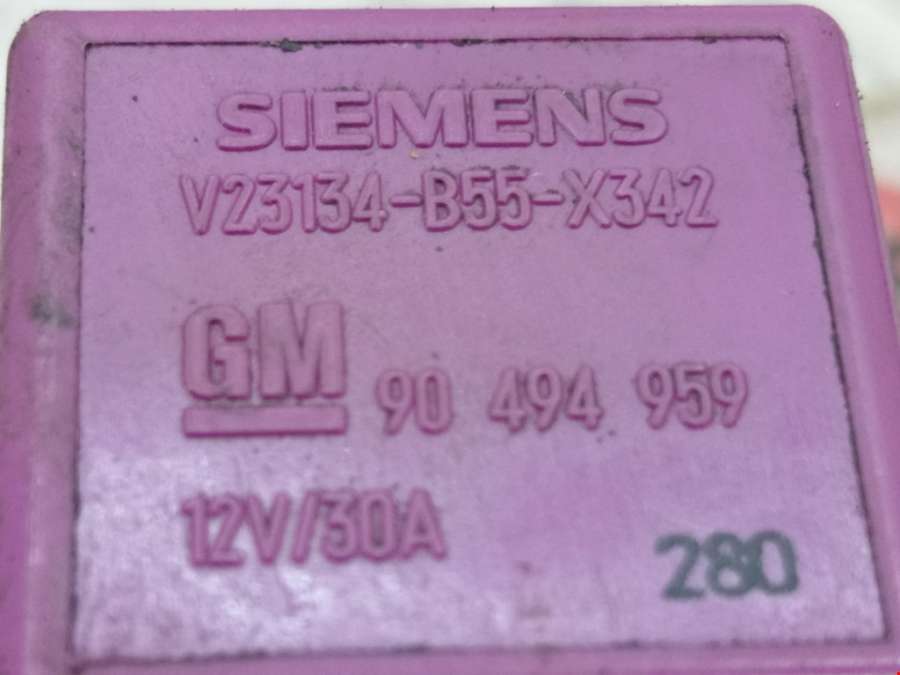 SIEMENS
V23134-B55-X342
GM 90 494 959
12V/30A
280